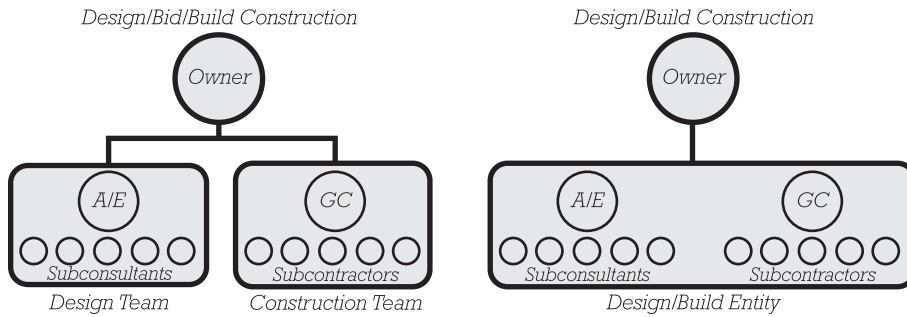 Design/Bid/Build Construction
Owner
A/E
Subconsultants
Design Team
GC
Subcontractors
Construction Team
Design/Build Construction
Owner
A/E
Subconsultants
GC
Subcontractors
Design/Build Entity